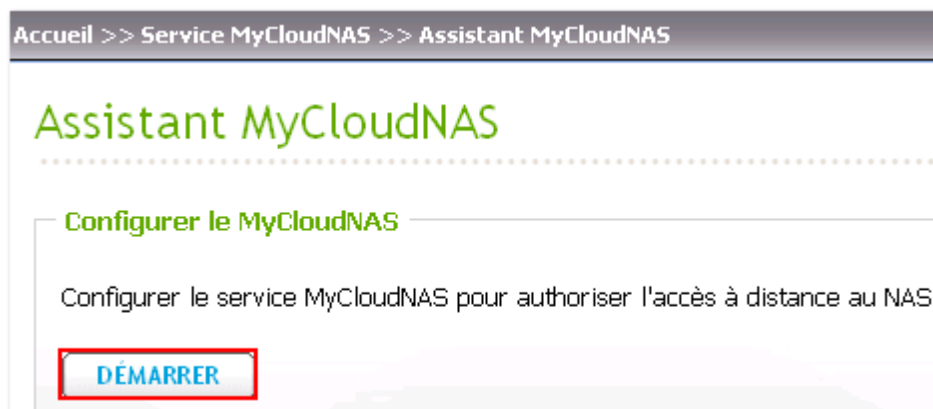 Accueil >> Service MyCloudNAS >> Assistant MyCloudNAS
Assistant MyCloudNAS
Configurer le MyCloudNAS
Configurer le service MyCloudNAS pour authoriser l'accès à distance au NAS
DÉMARRER